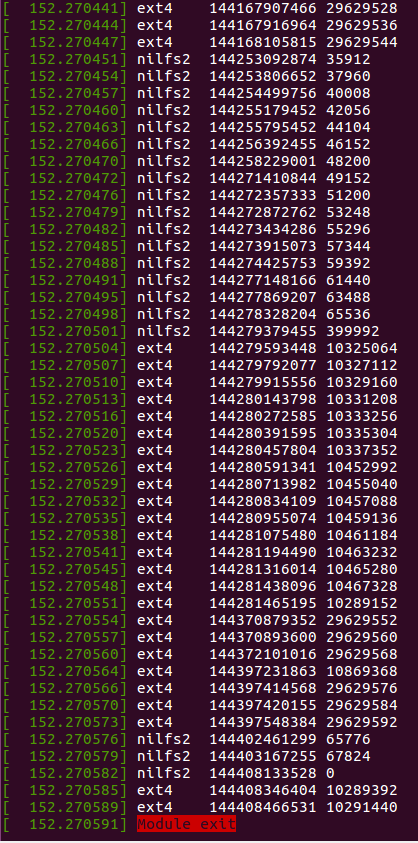 [  152.270441] ext4    144167907466 29629528
[  152.270444] ext4    144167916964 29629536
[  152.270447] ext4    144168105815 29629544
[  152.270451] nilfs2  144253092874 35912
[  152.270454] nilfs2  144253806652 37960
[  152.270457] nilfs2  144254499756 40008
[  152.270460] nilfs2  144255179452 42056
[  152.270463] nilfs2  144255795452 44104
[  152.270466] nilfs2  144256392455 46152
[  152.270470] nilfs2  144258229001 48200
[  152.270472] nilfs2  144271410844 49152
[  152.270476] nilfs2  144272357333 51200
[  152.270479] nilfs2  144272872762 53248
[  152.270482] nilfs2  144273434286 55296
[  152.270485] nilfs2  144273915073 57344
[  152.270488] nilfs2  144274425753 59392
[  152.270491] nilfs2  144277148166 61440
[  152.270495] nilfs2  144277869207 63488
[  152.270498] nilfs2  144278328204 65536
[  152.270501] nilfs2  144279379455 399992
[  152.270504] ext4    144279593448 10325064
[  152.270507] ext4    144279792077 10327112
[  152.270510] ext4    144279915556 10329160
[  152.270513] ext4    144280143798 10331208
[  152.270516] ext4    144280272585 10333256
[  152.270520] ext4    144280391595 10335304
[  152.270523] ext4    144280457804 10337352
[  152.270526] ext4    144280591341 10452992
[  152.270529] ext4    144280713982 10455040
[  152.270532] ext4    144280834109 10457088
[  152.270535] ext4    144280955074 10459136
[  152.270538] ext4    144281075480 10461184
[  152.270541] ext4    144281194490 10463232
[  152.270545] ext4    144281316014 10465280
[  152.270548] ext4    144281438096 10467328
[  152.270551] ext4    144281465195 10289152
[  152.270554] ext4    144370879352 29629552
[  152.270557] ext4    144370893600 29629560
[  152.270560] ext4    144372101016 29629568
[  152.270564] ext4    144397231863 10869368
[  152.270566] ext4    144397414568 29629576
[  152.270570] ext4    144397420155 29629584
[  152.270573] ext4    144397548384 29629592
[  152.270576] nilfs2  144402461299 65776
[  152.270579] nilfs2  144403167255 67824
[  152.270582] nilfs2  144408133528 0
[  152.270585] ext4    144408346404 10289392
[  152.270589] ext4    144408466531 10291440
[  152.270591] Module exit